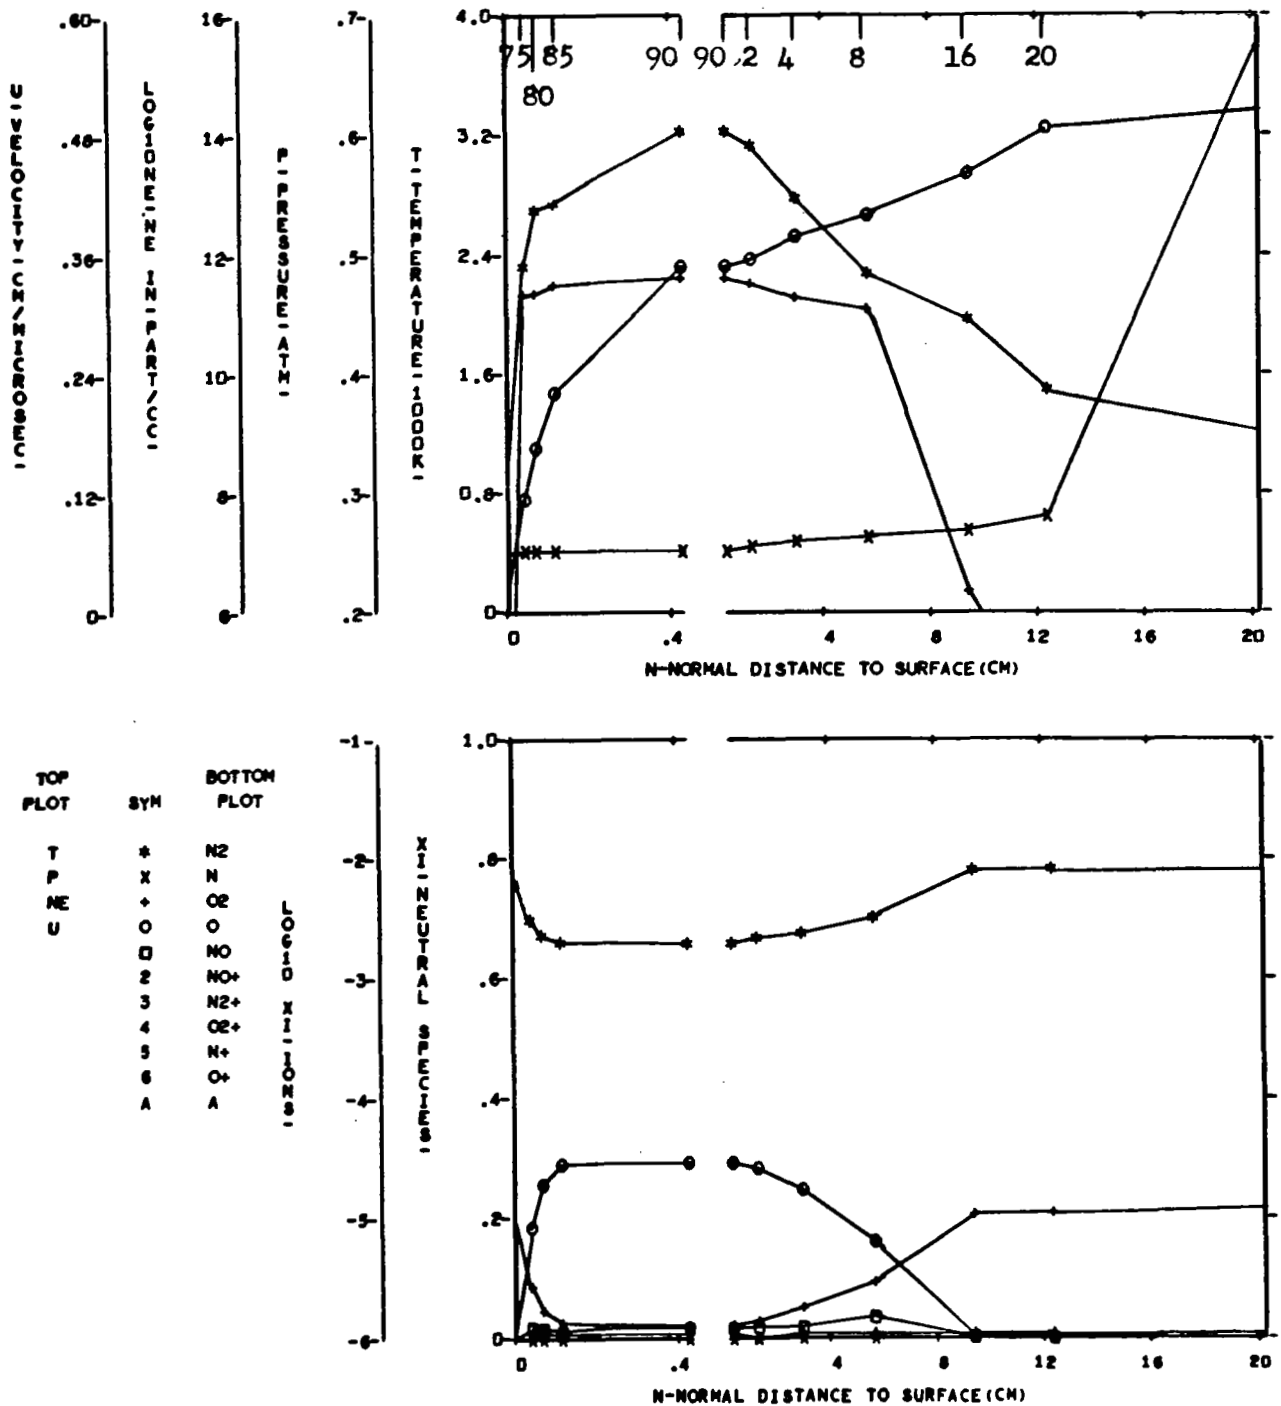 .60-
16-
.7-
4.0
75
85
90
90
,2
4
8
16
20
80
U-VELOCITY-CM/MICROSEC-
LOG10NE-NE IN-PART/CC-
P-PRESSURE-ATM-
T-TEMPERATURE-1000K-
.48-
14-
.6-
3.2
.36-
12-
.5-
2.4
.24-
10-
.4-
1.6
.12-
8-
.3-
0.8
0-
6-
.2-
0
0
.4
4
8
12
16
20
N-NORMAL DISTANCE TO SURFACE(CM)
-1-
1.0
TOP BOTTOM
PLOT SYM PLOT
T * N2
P X N
NE + O2
U O O
□ NO
2 NO+
3 N2+
4 O2+
5 N+
6 O+
A A
LOG10 XI-IONS-
XI-NEUTRAL SPECIES-
-2-
.8
-3-
.6
-4-
.4
-5-
.2
-6-
0
0
.4
4
8
12
16
20
N-NORMAL DISTANCE TO SURFACE(CM)